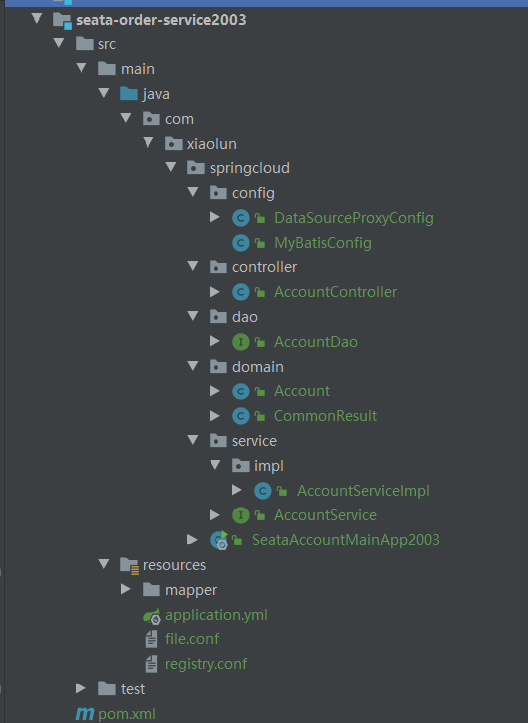 seata-order-service2003
src
main
java
com
xiaolun
springcloud
config
DataSourceProxyConfig
MyBatisConfig
controller
AccountController
dao
AccountDao
domain
Account
CommonResult
service
impl
AccountServiceImpl
AccountService
SeataAccountMainApp2003
resources
mapper
application.yml
file.conf
registry.conf
test
pom.xml